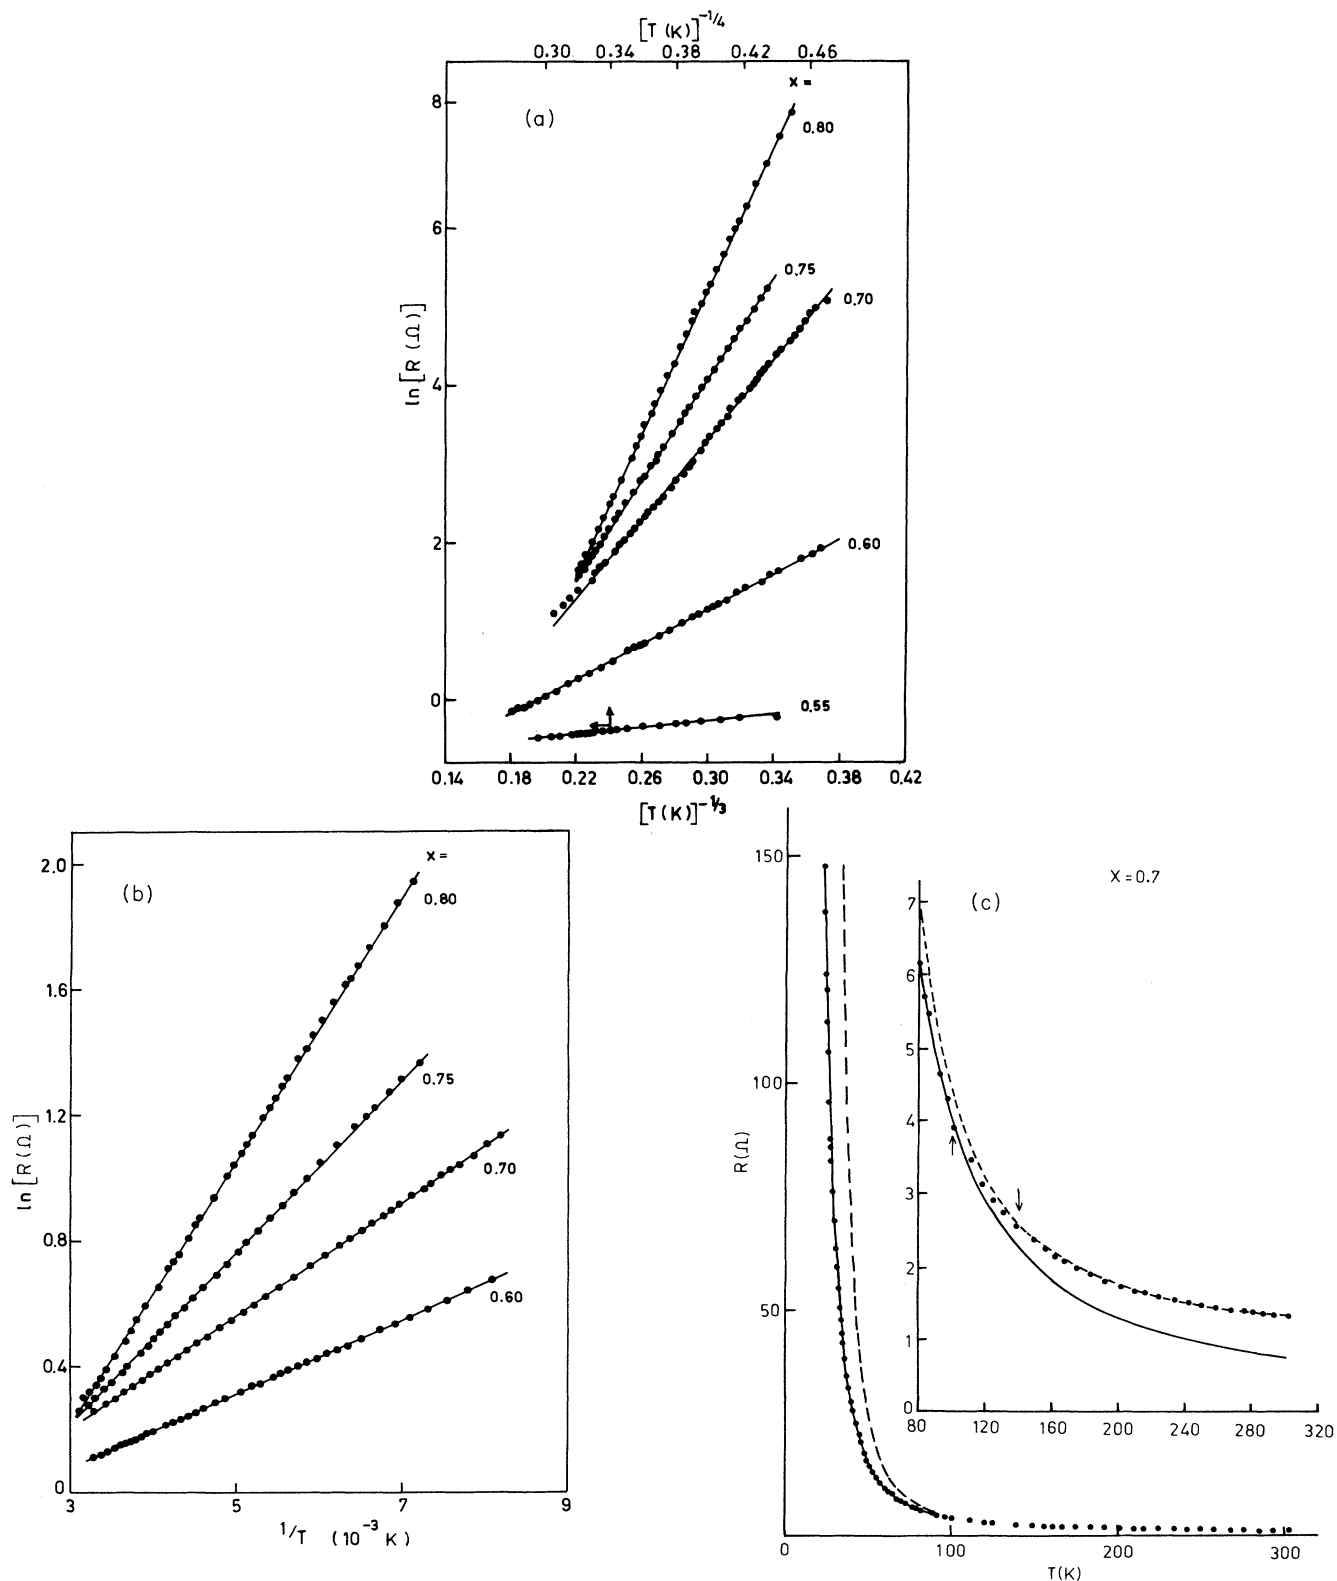 [T (K)]^-1/4
0.30 0.34 0.38 0.42 0.46
(a)
x =
8
6
4
2
0
ln [R (Ω)]
0.80
0.75
0.70
0.60
0.55
0.14 0.18 0.22 0.26 0.30 0.34 0.38 0.42
[T(K)]^-1/3
(b)
x =
2.0
1.6
1.2
0.8
0.4
0
ln [R (Ω)]
0.80
0.75
0.70
0.60
3 5 7 9
1/T (10^-3 K)
(c)
X = 0.7
150
100
50
R(Ω)
7
6
5
4
3
2
1
0
80 120 160 200 240 280 320
0 100 200 300
T(K)